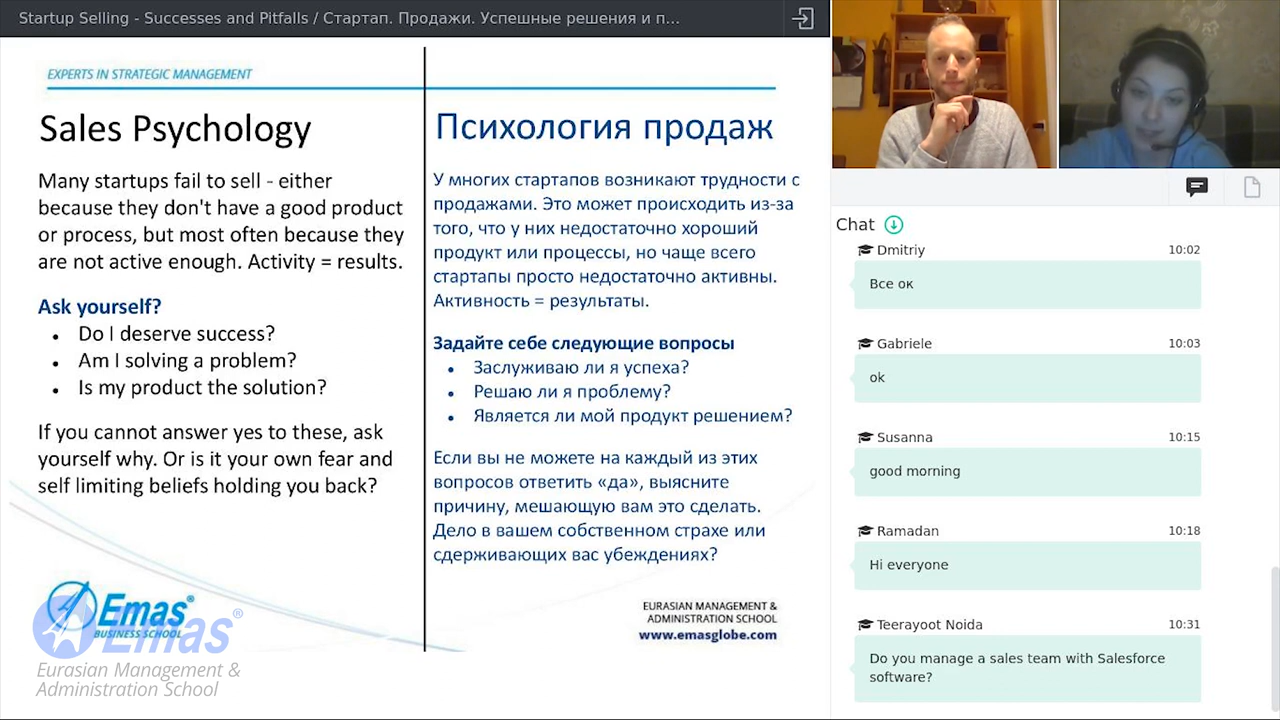 Startup Selling - Successes and Pitfalls / Стартап. Продажи. Успешные решения и п...
EXPERTS IN STRATEGIC MANAGEMENT
Sales Psychology
Many startups fail to sell - either
because they don't have a good product
or process, but most often because they
are not active enough. Activity = results.
Ask yourself?
• Do I deserve success?
• Am I solving a problem?
• Is my product the solution?
If you cannot answer yes to these, ask
yourself why. Or is it your own fear and
self limiting beliefs holding you back?
Психология продаж
У многих стартапов возникают трудности с
продажами. Это может происходить из-за
того, что у них недостаточно хороший
продукт или процессы, но чаще всего
стартапы просто недостаточно активны.
Активность = результаты.
Задайте себе следующие вопросы
• Заслуживаю ли я успеха?
• Решаю ли я проблему?
• Является ли мой продукт решением?
Если вы не можете на каждый из этих
вопросов ответить «да», выясните
причину, мешающую вам это сделать.
Дело в вашем собственном страхе или
сдерживающих вас убеждениях?
Emas®
BUSINESS SCHOOL
Emas®
Eurasian Management &
Administration School
EURASIAN MANAGEMENT &
ADMINISTRATION SCHOOL
www.emasglobe.com
Chat
Dmitriy 10:02
Все ок
Gabriele 10:03
ok
Susanna 10:15
good morning
Ramadan 10:18
Hi everyone
Teerayoot Noida 10:31
Do you manage a sales team with Salesforce
software?